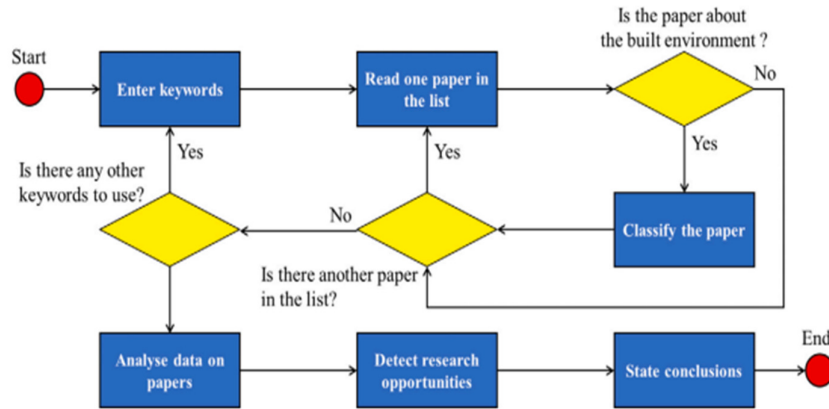 Is the paper about
the built environment ?
Start
No
Enter keywords
Read one paper in
the list
Yes
Yes
Yes
Is there any other
keywords to use?
No
Classify the paper
Is there another paper
in the list?
End
Analyse data on
papers
Detect research
opportunities
State conclusions